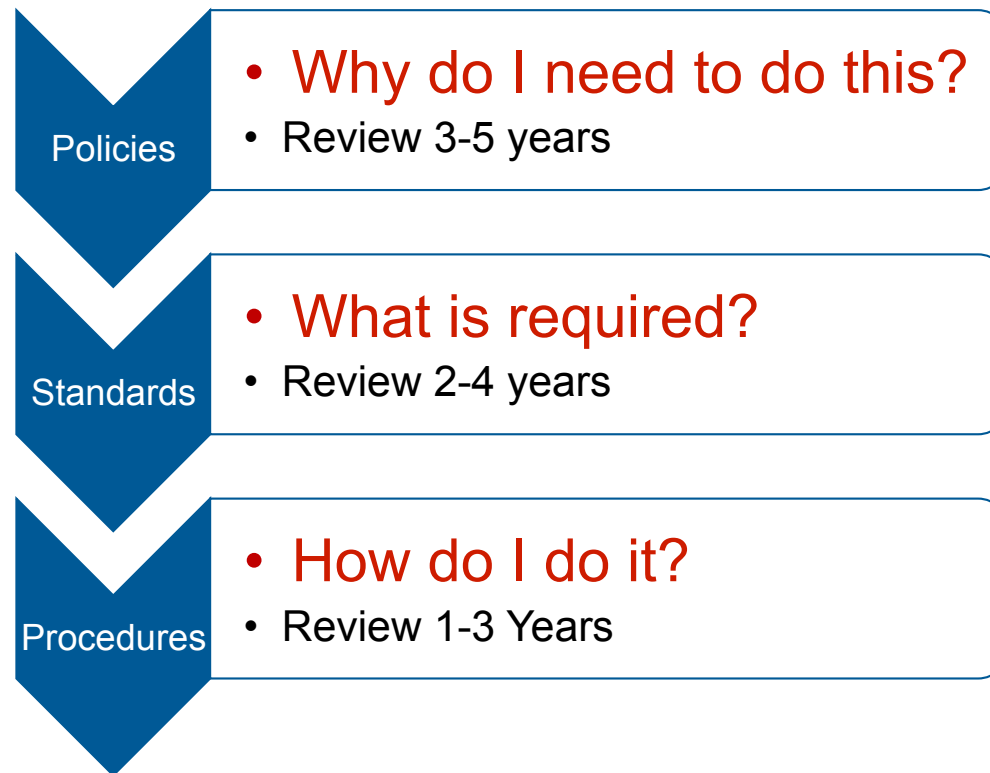 Policies
• Why do I need to do this?
• Review 3-5 years
Standards
• What is required?
• Review 2-4 years
Procedures
• How do I do it?
• Review 1-3 Years